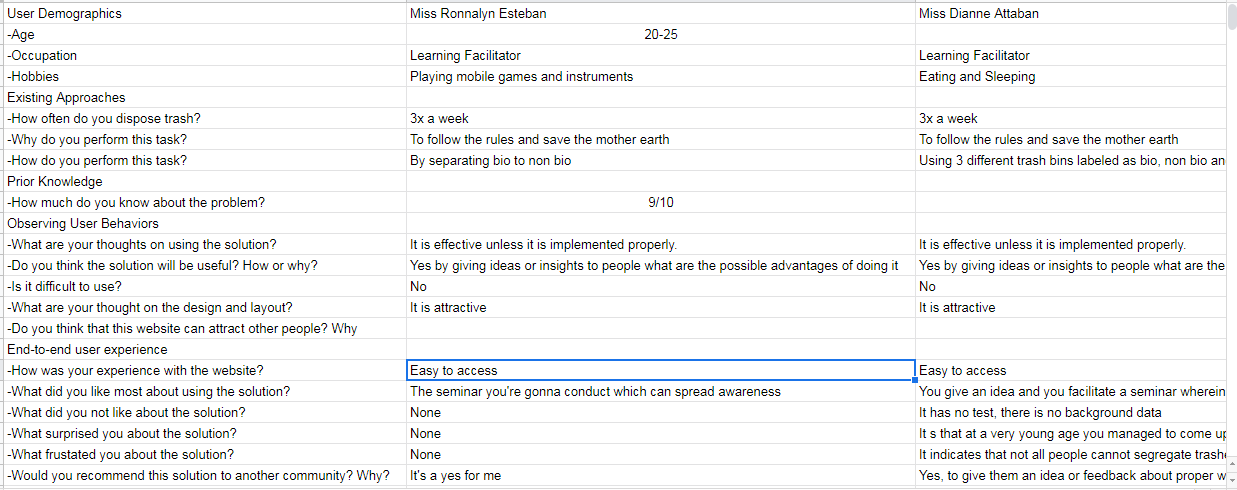 User Demographics Miss Ronnalyn Esteban Miss Dianne Attaban
-Age 20-25
-Occupation Learning Facilitator Learning Facilitator
-Hobbies Playing mobile games and instruments Eating and Sleeping
Existing Approaches
-How often do you dispose trash? 3x a week 3x a week
-Why do you perform this task? To follow the rules and save the mother earth To follow the rules and save the mother earth
-How do you perform this task? By separating bio to non bio Using 3 different trash bins labeled as bio, non bio an
Prior Knowledge
-How much do you know about the problem? 9/10
Observing User Behaviors
-What are your thoughts on using the solution? It is effective unless it is implemented properly. It is effective unless it is implemented properly.
-Do you think the solution will be useful? How or why? Yes by giving ideas or insights to people what are the possible advantages of doing it Yes by giving ideas or insights to people what are the
-Is it difficult to use? No No
-What are your thought on the design and layout? It is attractive It is attractive
-Do you think that this website can attract other people? Why
End-to-end user experience
-How was your experience with the website? Easy to access Easy to access
-What did you like most about using the solution? The seminar you're gonna conduct which can spread awareness You give an idea and you facilitate a seminar wherein
-What did you not like about the solution? None It has no test, there is no background data
-What surprised you about the solution? None It s that at a very young age you managed to come up
-What frustated you about the solution? None It indicates that not all people cannot segregate trashe
-Would you recommend this solution to another community? Why? It's a yes for me Yes, to give them an idea or feedback about proper w